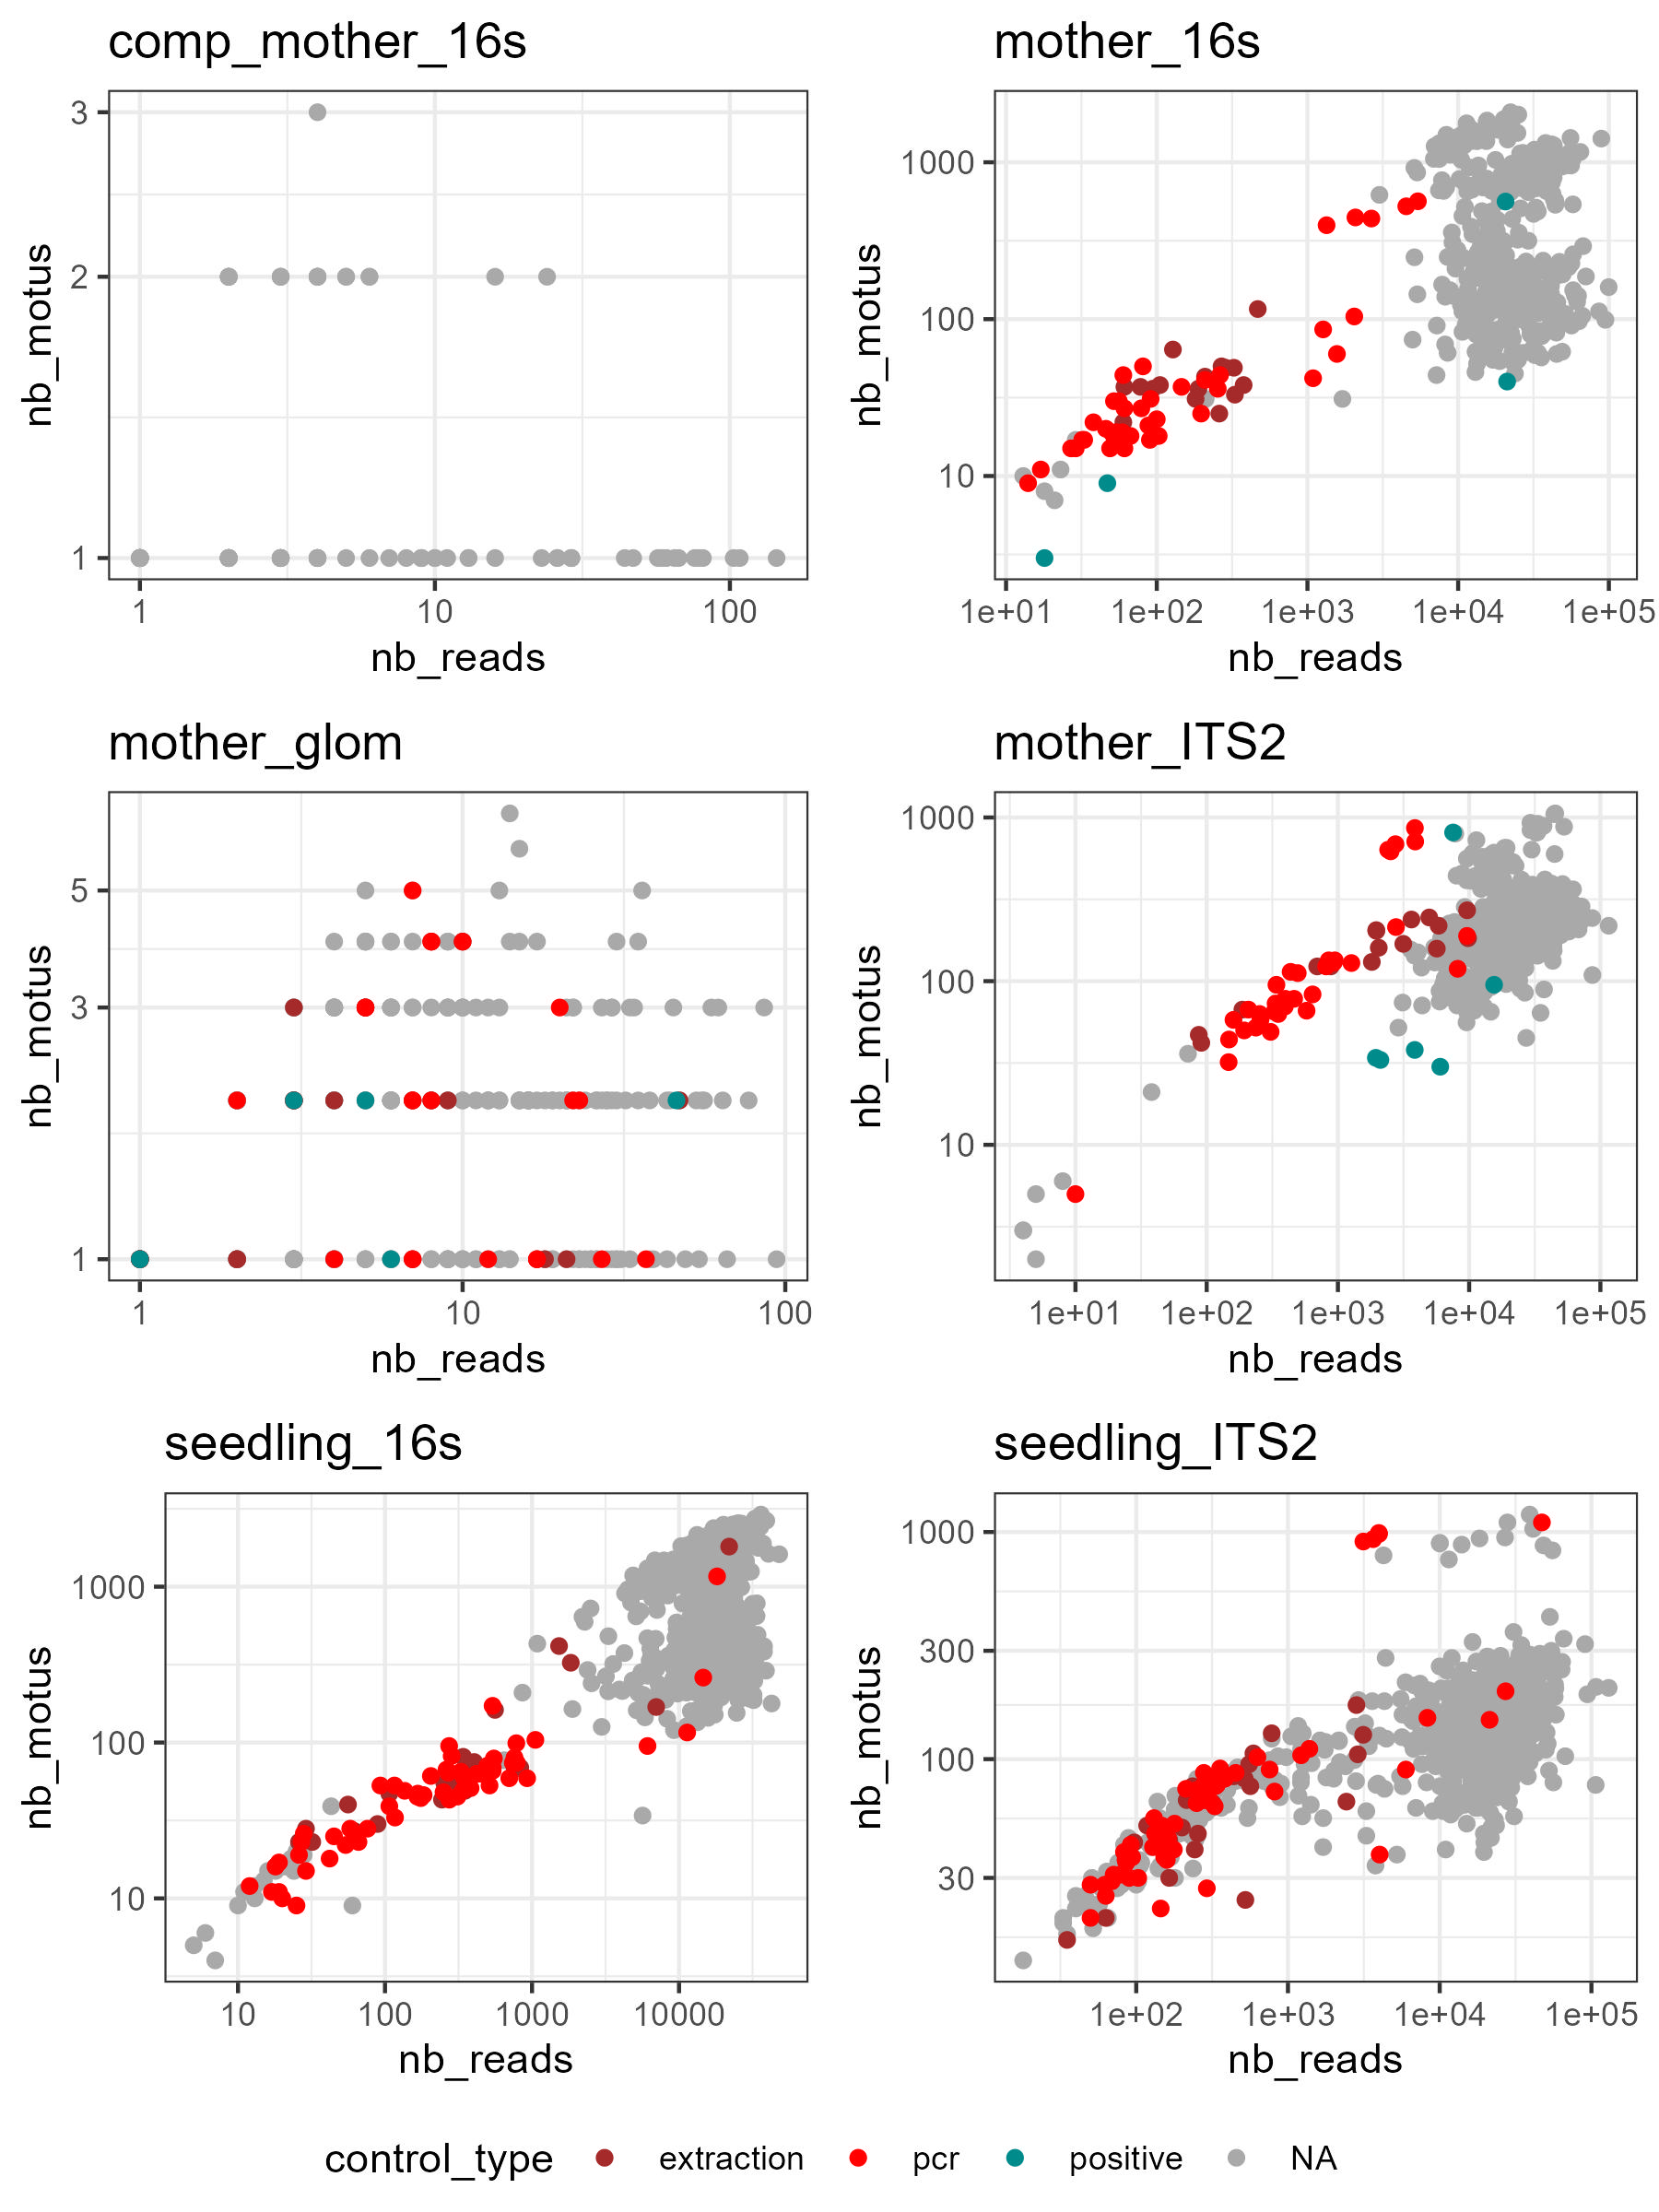 comp_mother_16s
nb_motus
3
2
1
1
10
100
nb_reads
mother_16s
nb_motus
1000
100
10
1e+01
1e+02
1e+03
1e+04
1e+05
nb_reads
mother_glom
nb_motus
5
3
1
1
10
100
nb_reads
mother_ITS2
nb_motus
1000
100
10
1e+01
1e+02
1e+03
1e+04
1e+05
nb_reads
seedling_16s
nb_motus
1000
100
10
10
100
1000
10000
nb_reads
seedling_ITS2
nb_motus
1000
300
100
30
1e+02
1e+03
1e+04
1e+05
nb_reads
control_type extraction pcr positive NA